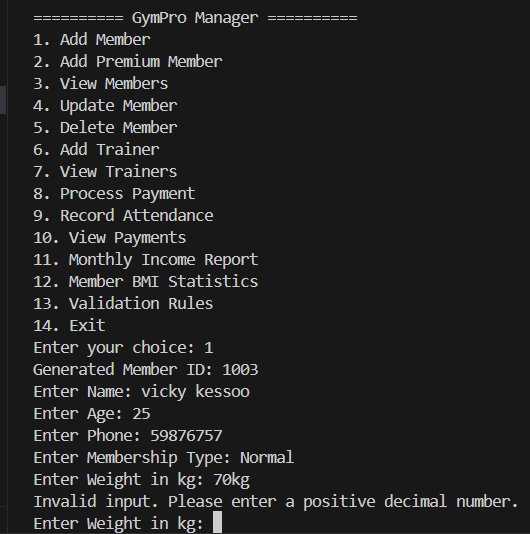 ========== GymPro Manager ==========
1. Add Member
2. Add Premium Member
3. View Members
4. Update Member
5. Delete Member
6. Add Trainer
7. View Trainers
8. Process Payment
9. Record Attendance
10. View Payments
11. Monthly Income Report
12. Member BMI Statistics
13. Validation Rules
14. Exit
Enter your choice: 1
Generated Member ID: 1003
Enter Name: vicky kessoo
Enter Age: 25
Enter Phone: 59876757
Enter Membership Type: Normal
Enter Weight in kg: 70kg
Invalid input. Please enter a positive decimal number.
Enter Weight in kg: